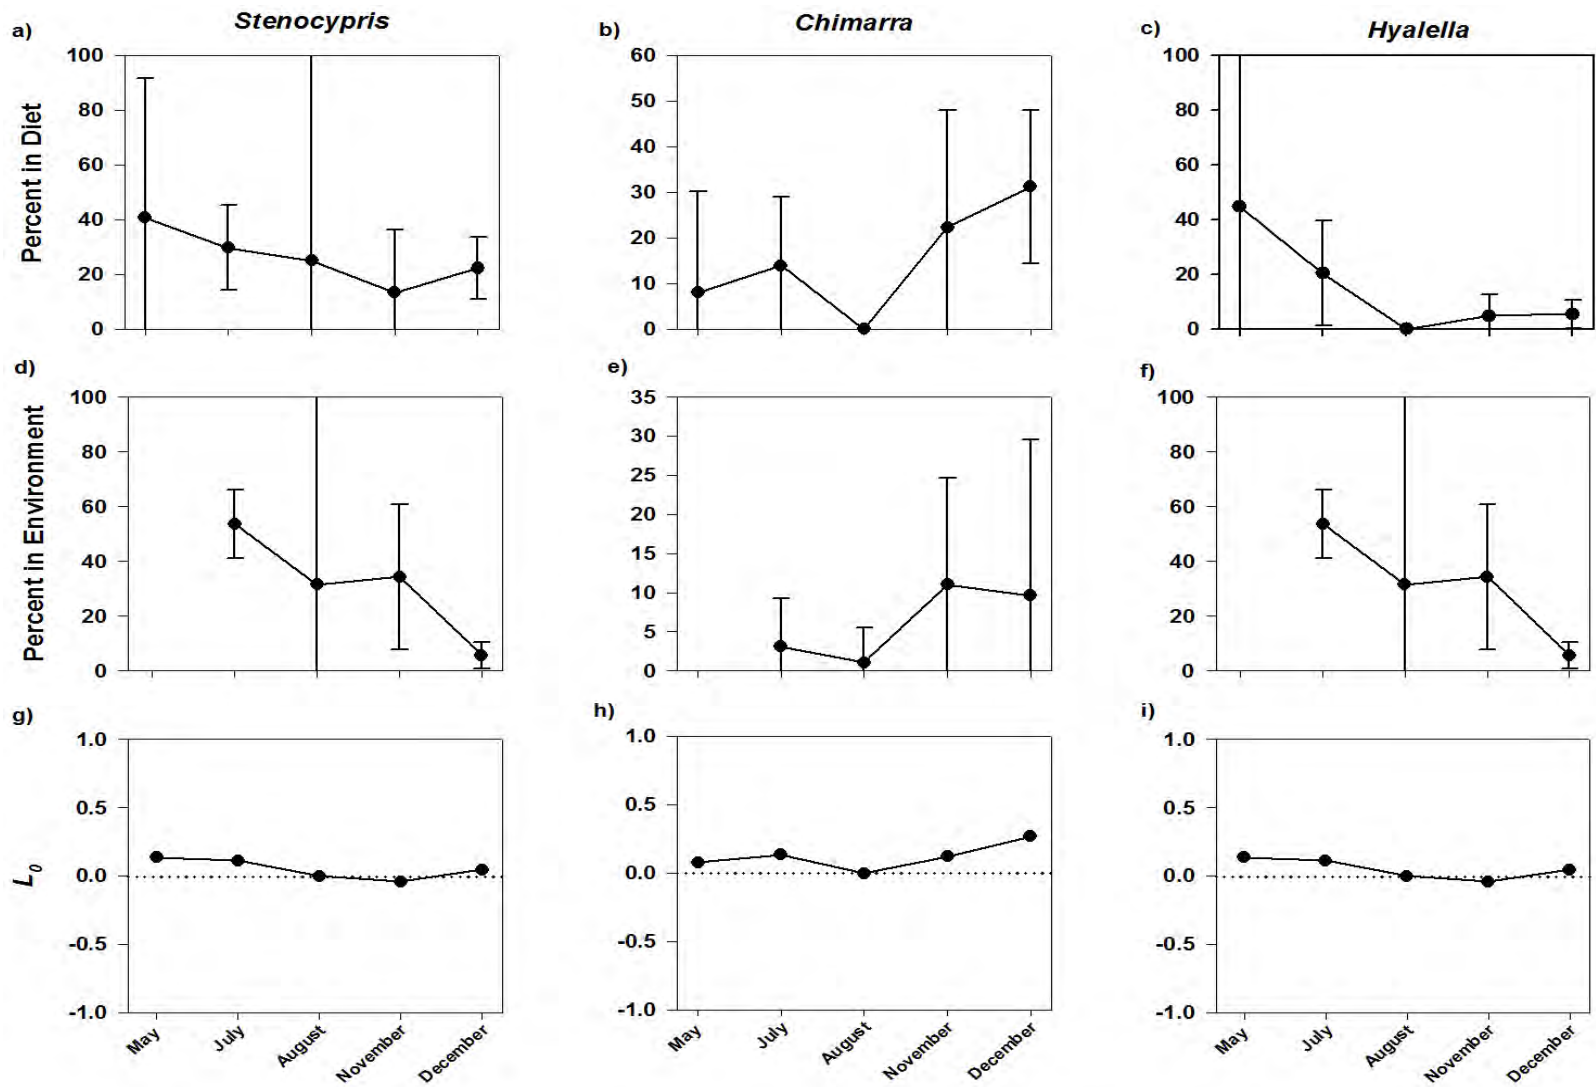 a) Stenocypris b) Chimarra c) Hyalella
Percent in Diet
100 80 60 40 20 0
60 50 40 30 20 10 0
100 80 60 40 20 0
d) e) f)
Percent in Environment
100 80 60 40 20 0
35 30 25 20 15 10 5 0
100 80 60 40 20 0
g) h) i)
L0
1.0 0.5 0.0 -0.5 -1.0
1.0 0.5 0.0 -0.5 -1.0
1.0 0.5 0.0 -0.5 -1.0
May July August November December
May July August November December
May July August November December